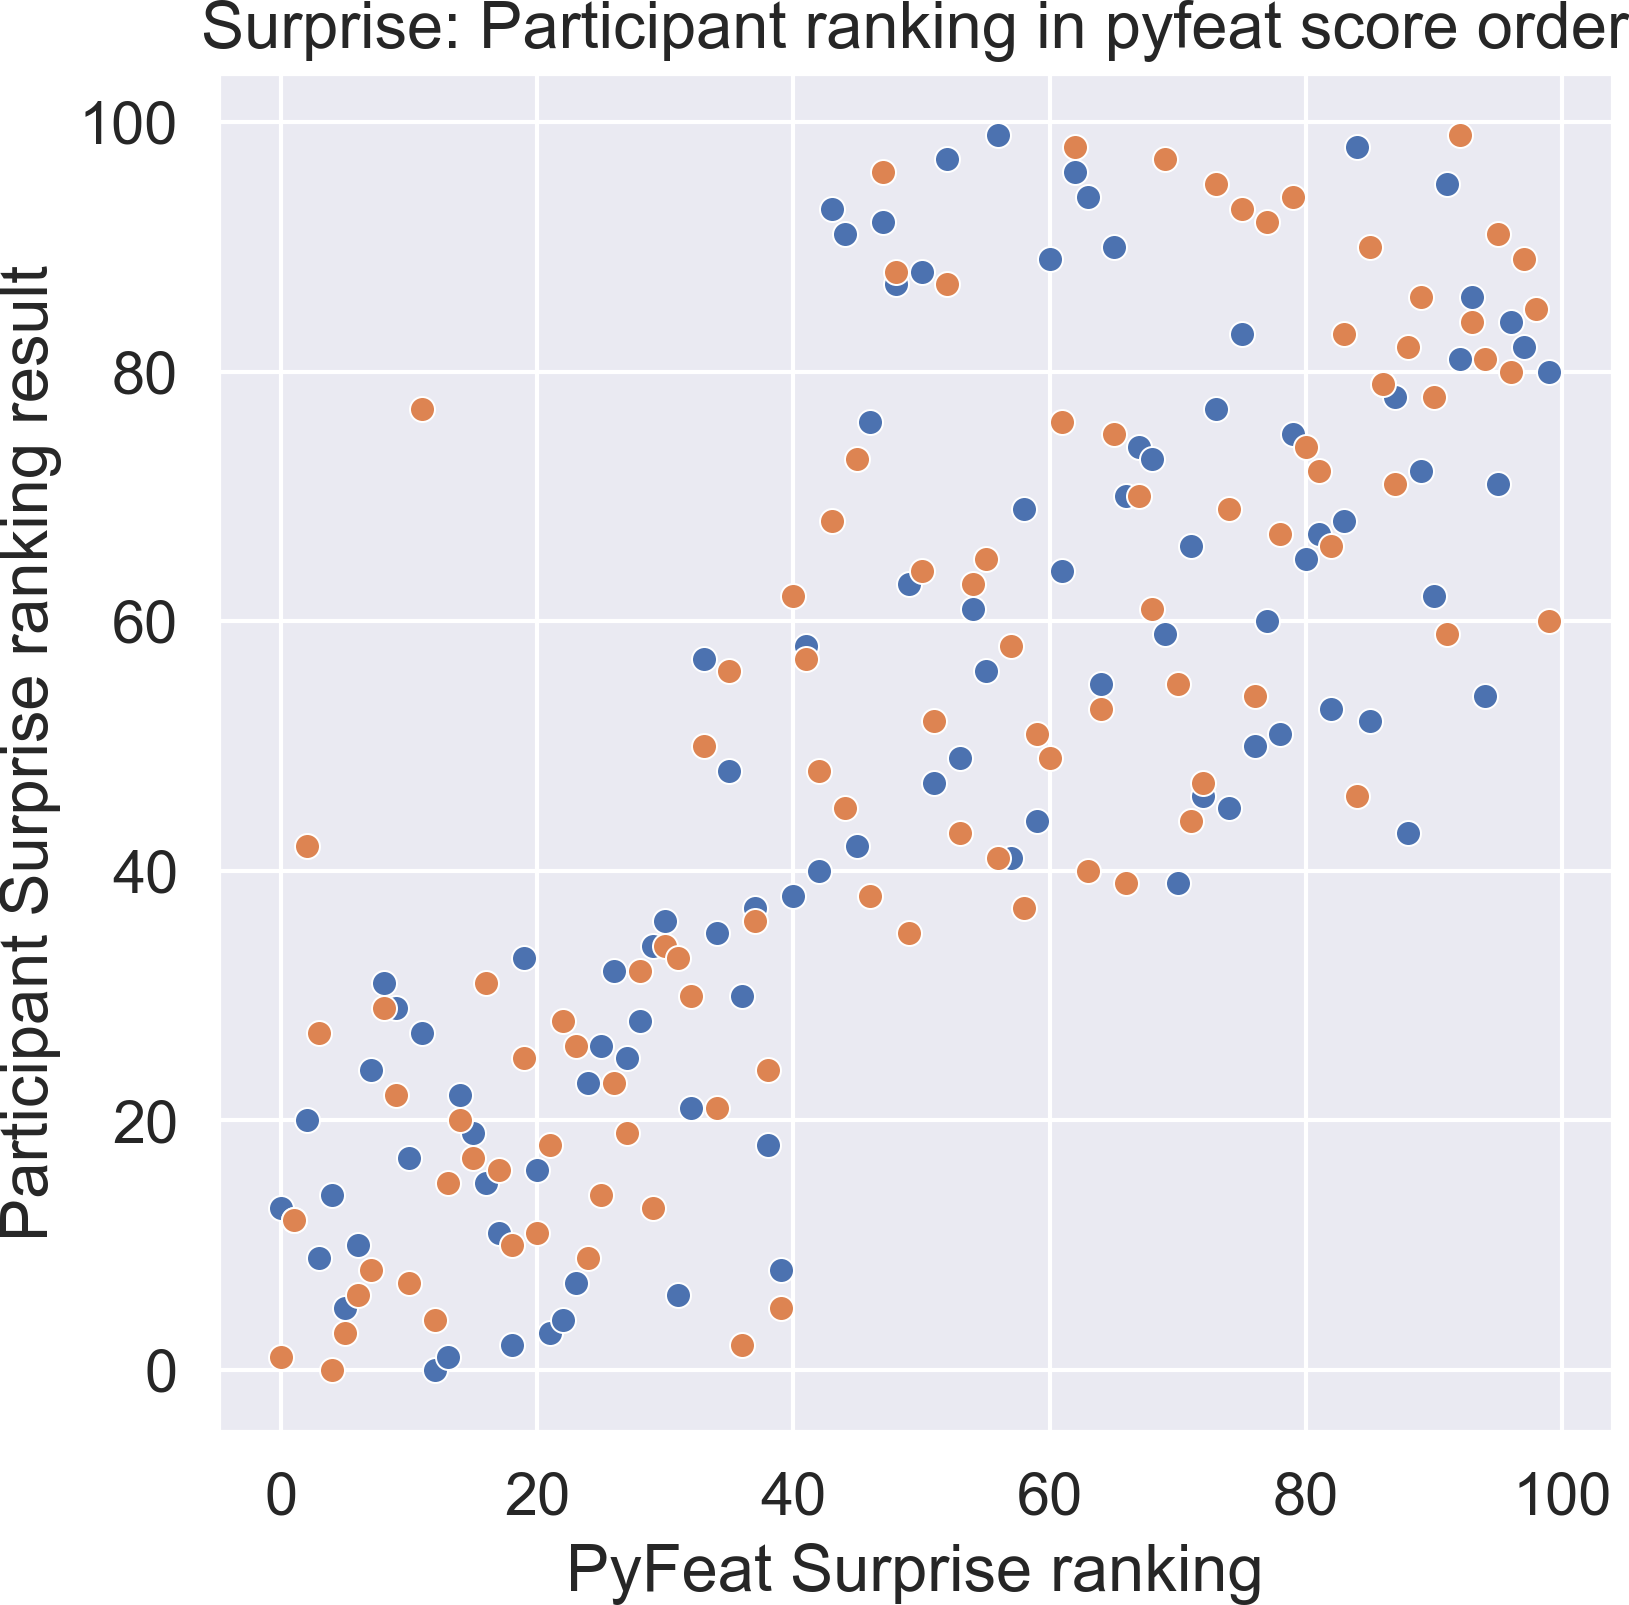 Surprise: Participant ranking in pyfeat score order
Participant Surprise ranking result
100
80
60
40
20
0
0 20 40 60 80 100
PyFeat Surprise ranking